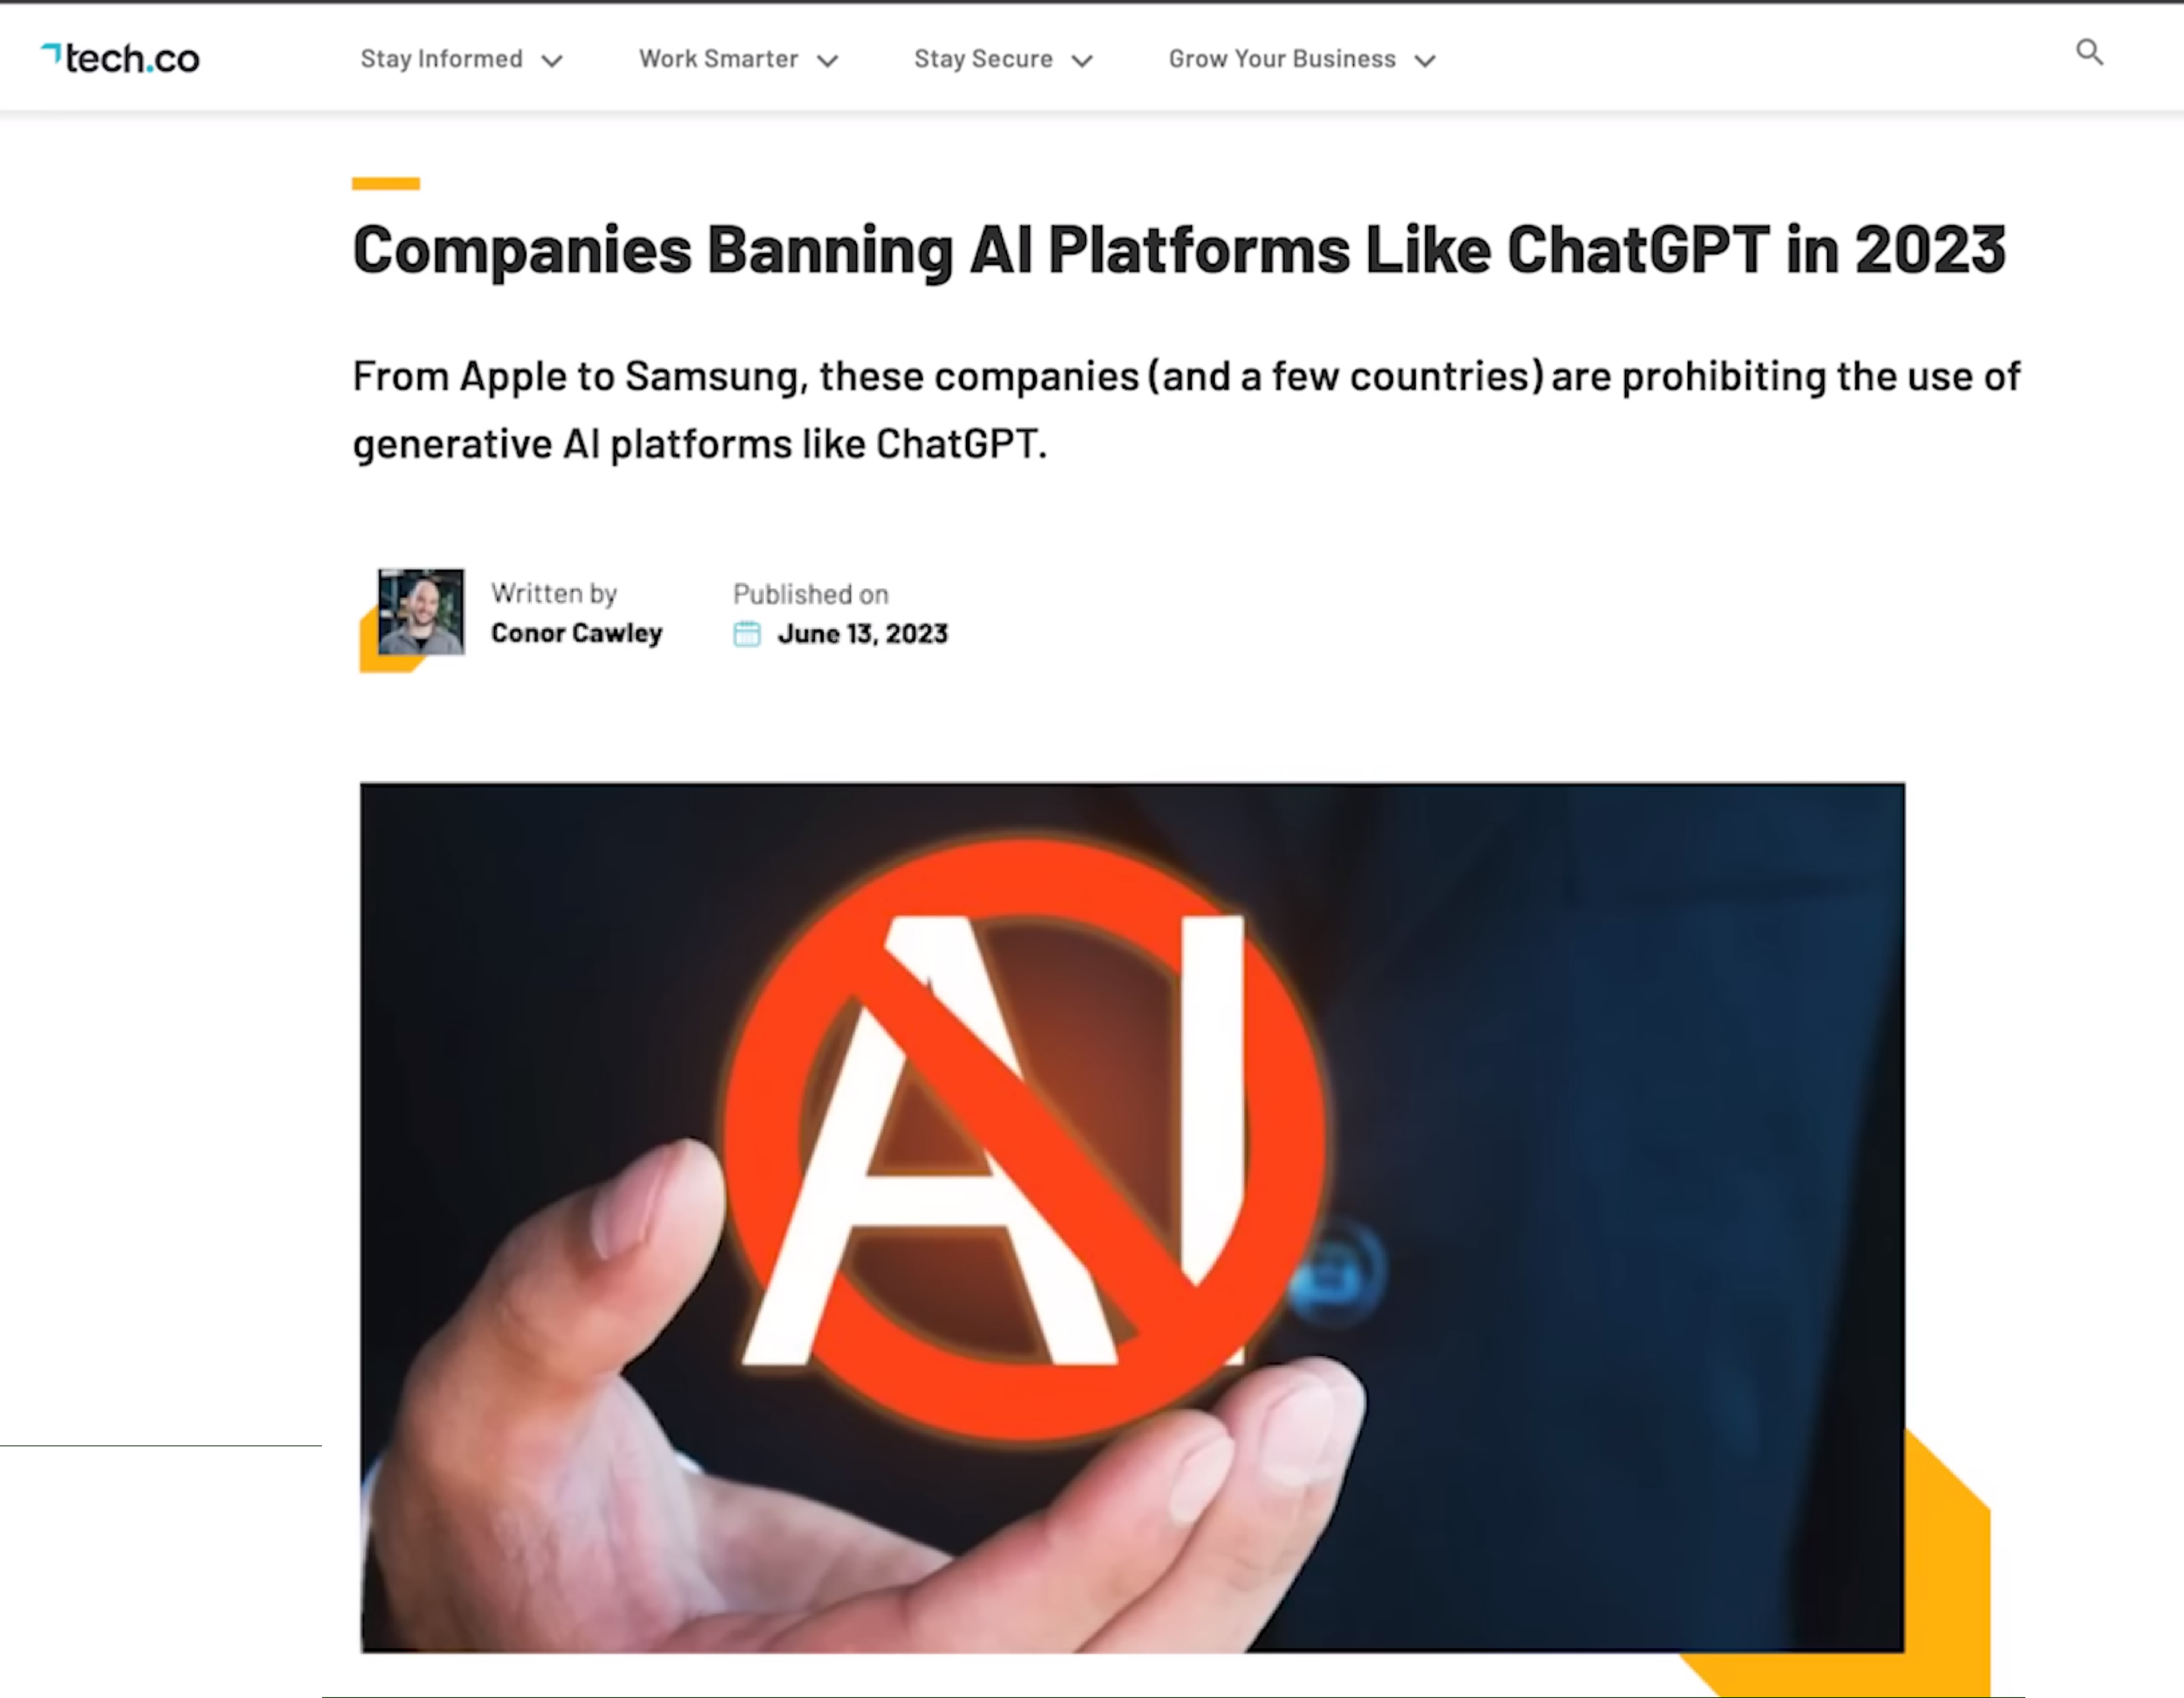 tech.co
Stay Informed
Work Smarter
Stay Secure
Grow Your Business
Companies Banning AI Platforms Like ChatGPT in 2023
From Apple to Samsung, these companies (and a few countries) are prohibiting the use of
generative AI platforms like ChatGPT.
Written by
Conor Cawley
Published on
June 13, 2023
AI